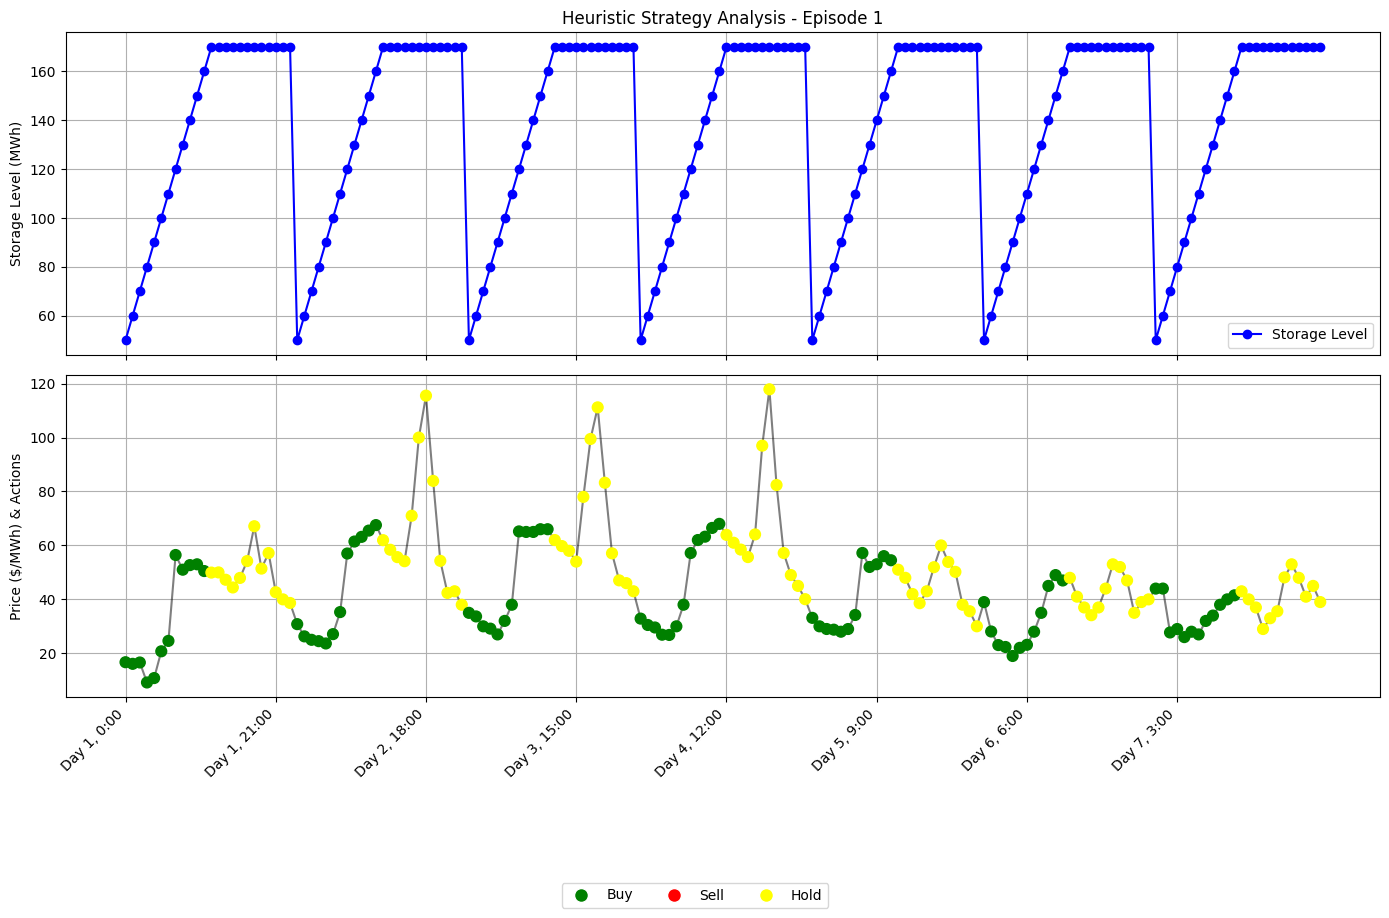 Heuristic Strategy Analysis - Episode 1
Storage Level (MWh)
160
140
120
100
80
60
Storage Level
Price ($/MWh) & Actions
120
100
80
60
40
20
Day 1, 0:00
Day 1, 21:00
Day 2, 18:00
Day 3, 15:00
Day 4, 12:00
Day 5, 9:00
Day 6, 6:00
Day 7, 3:00
Buy
Sell
Hold